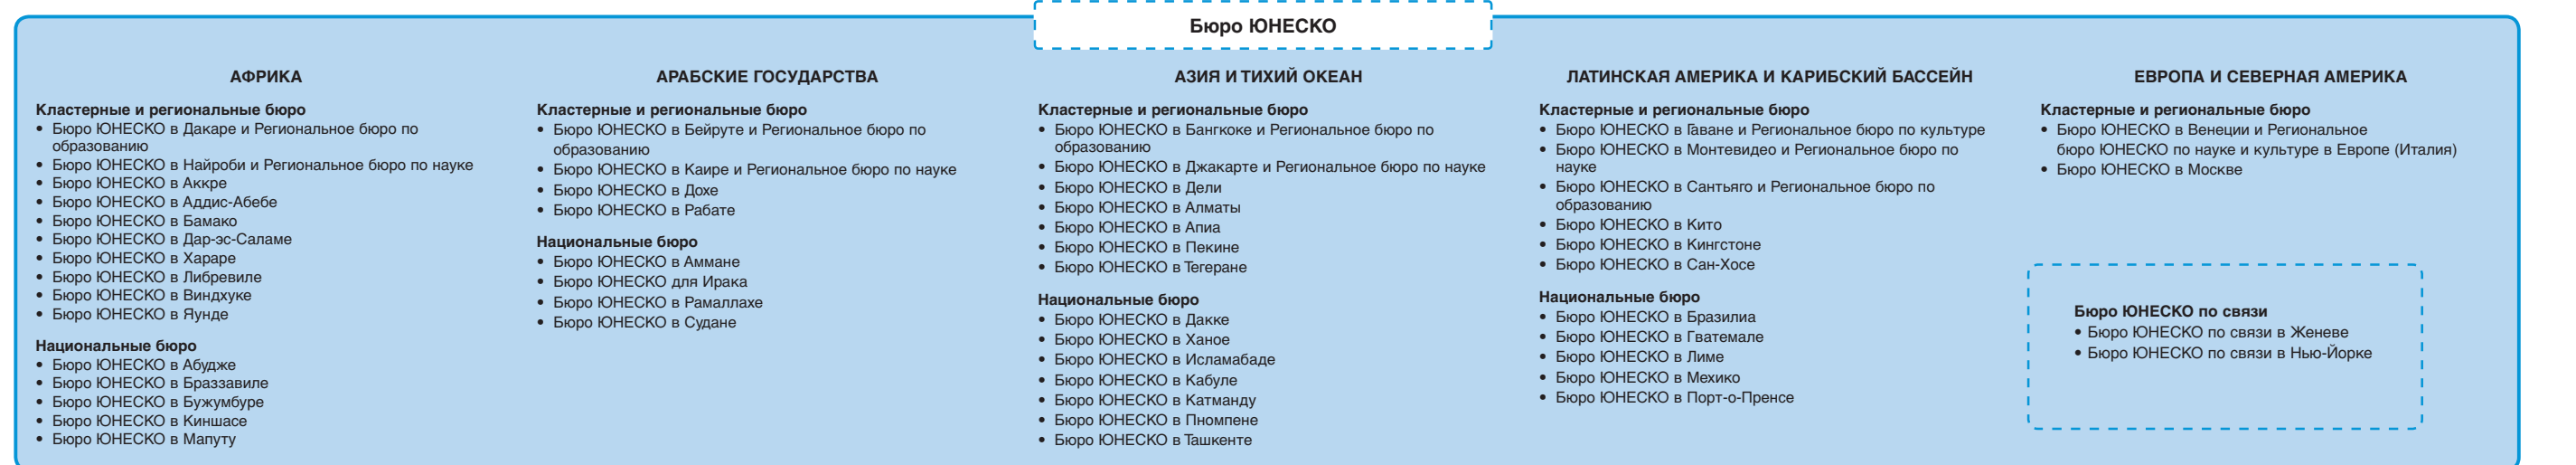 Бюро ЮНЕСКО
АФРИКА
Кластерные и региональные бюро
• Бюро ЮНЕСКО в Дакаре и Региональное бюро по
образованию
• Бюро ЮНЕСКО в Найроби и Региональное бюро по науке
• Бюро ЮНЕСКО в Аккре
• Бюро ЮНЕСКО в Аддис-Абебе
• Бюро ЮНЕСКО в Бамако
• Бюро ЮНЕСКО в Дар-эс-Саламе
• Бюро ЮНЕСКО в Хараре
• Бюро ЮНЕСКО в Либревиле
• Бюро ЮНЕСКО в Виндхуке
• Бюро ЮНЕСКО в Яунде
Национальные бюро
• Бюро ЮНЕСКО в Абудже
• Бюро ЮНЕСКО в Браззавиле
• Бюро ЮНЕСКО в Бужумбуре
• Бюро ЮНЕСКО в Киншасе
• Бюро ЮНЕСКО в Мапуту
АРАБСКИЕ ГОСУДАРСТВА
Кластерные и региональные бюро
• Бюро ЮНЕСКО в Бейруте и Региональное бюро по
образованию
• Бюро ЮНЕСКО в Каире и Региональное бюро по науке
• Бюро ЮНЕСКО в Дохе
• Бюро ЮНЕСКО в Рабате
Национальные бюро
• Бюро ЮНЕСКО в Аммане
• Бюро ЮНЕСКО для Ирака
• Бюро ЮНЕСКО в Рамаллахе
• Бюро ЮНЕСКО в Судане
АЗИЯ И ТИХИЙ ОКЕАН
Кластерные и региональные бюро
• Бюро ЮНЕСКО в Бангкоке и Региональное бюро по
образованию
• Бюро ЮНЕСКО в Джакарте и Региональное бюро по науке
• Бюро ЮНЕСКО в Дели
• Бюро ЮНЕСКО в Алматы
• Бюро ЮНЕСКО в Апиа
• Бюро ЮНЕСКО в Пекине
• Бюро ЮНЕСКО в Тегеране
Национальные бюро
• Бюро ЮНЕСКО в Дакке
• Бюро ЮНЕСКО в Ханое
• Бюро ЮНЕСКО в Исламабаде
• Бюро ЮНЕСКО в Кабуле
• Бюро ЮНЕСКО в Катманду
• Бюро ЮНЕСКО в Пномпене
• Бюро ЮНЕСКО в Ташкенте
ЛАТИНСКАЯ АМЕРИКА И КАРИБСКИЙ БАССЕЙН
Кластерные и региональные бюро
• Бюро ЮНЕСКО в Гаване и Региональное бюро по культуре
• Бюро ЮНЕСКО в Монтевидео и Региональное бюро по
науке
• Бюро ЮНЕСКО в Сантьяго и Региональное бюро по
образованию
• Бюро ЮНЕСКО в Кито
• Бюро ЮНЕСКО в Кингстоне
• Бюро ЮНЕСКО в Сан-Хосе
Национальные бюро
• Бюро ЮНЕСКО в Бразилиа
• Бюро ЮНЕСКО в Гватемале
• Бюро ЮНЕСКО в Лиме
• Бюро ЮНЕСКО в Мехико
• Бюро ЮНЕСКО в Порт-о-Пренсе
ЕВРОПА И СЕВЕРНАЯ АМЕРИКА
Кластерные и региональные бюро
• Бюро ЮНЕСКО в Венеции и Региональное
бюро ЮНЕСКО по науке и культуре в Европе (Италия)
• Бюро ЮНЕСКО в Москве
Бюро ЮНЕСКО по связи
• Бюро ЮНЕСКО по связи в Женеве
• Бюро ЮНЕСКО по связи в Нью-Йорке